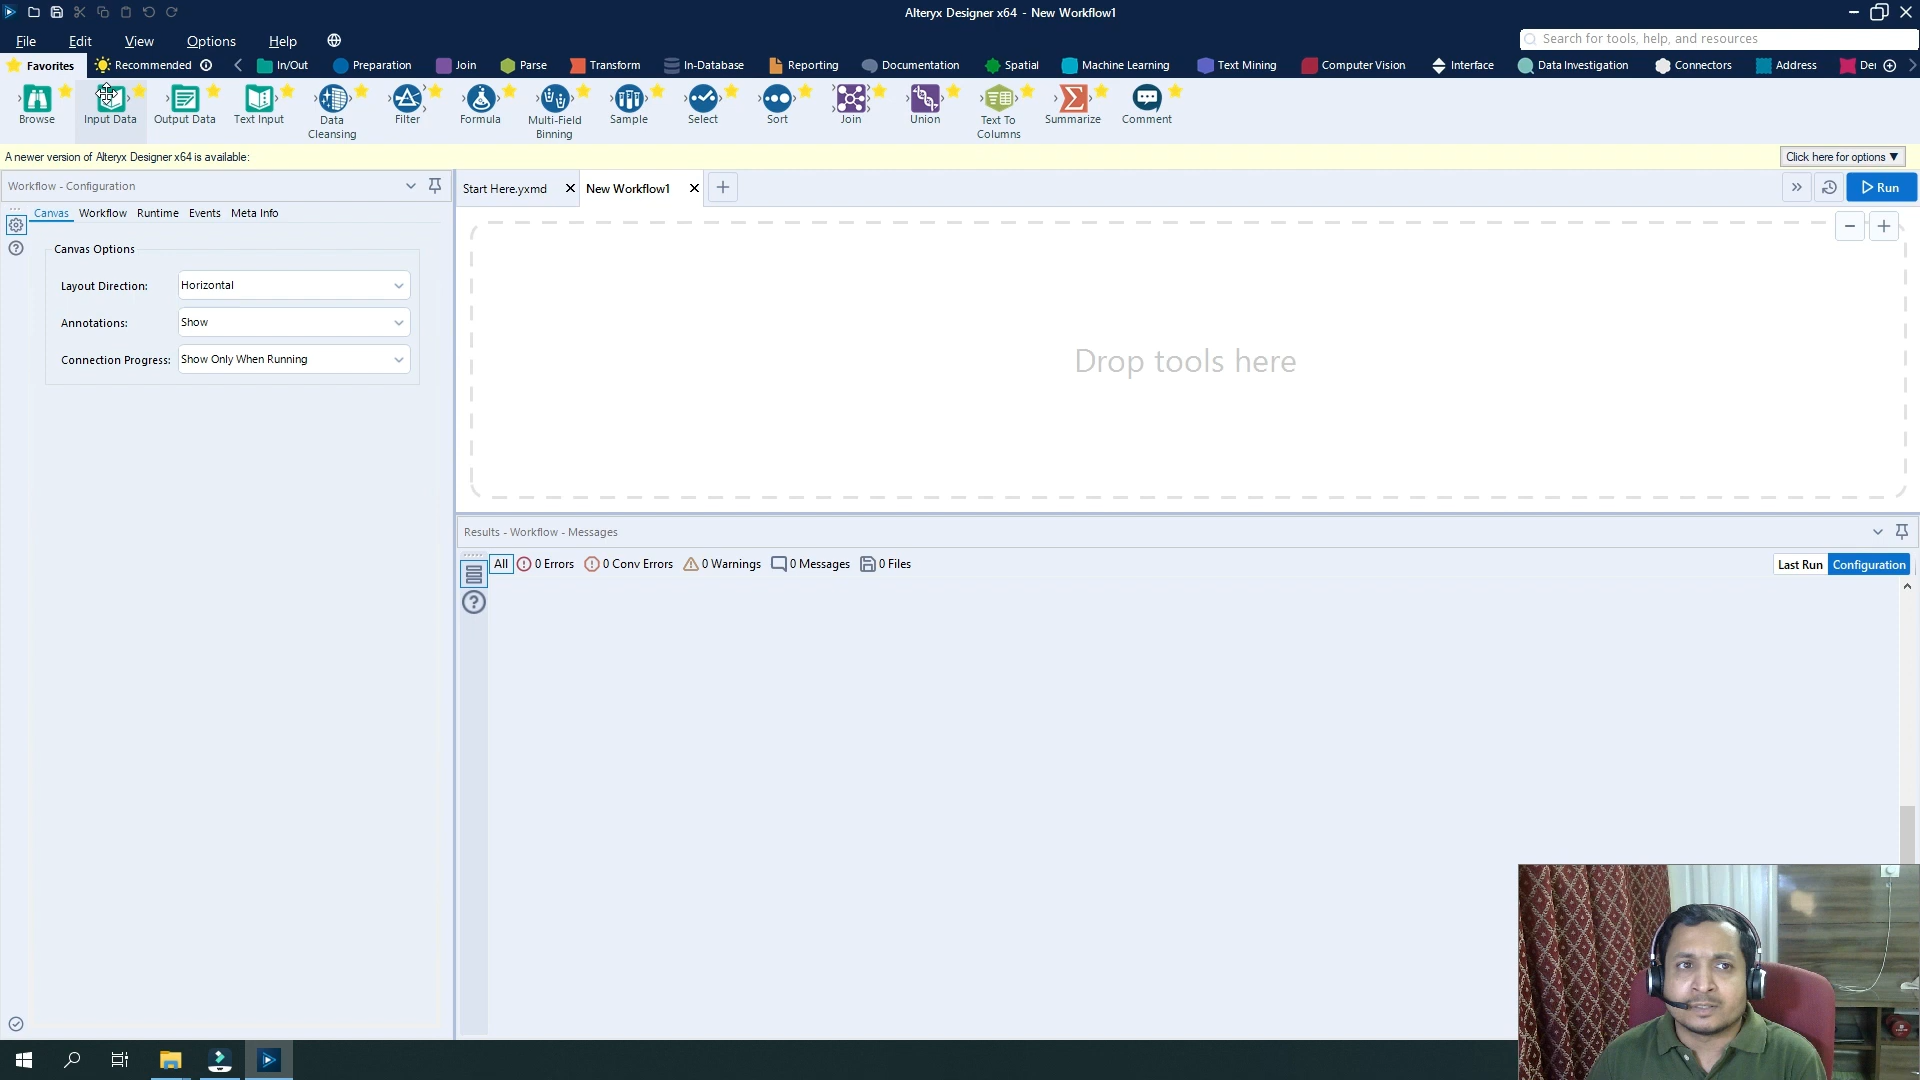 Alteryx Designer x64 - New Workflow1
File Edit View Options Help
Search for tools, help, and resources
Favorites Recommended In/Out Preparation Join Parse Transform In-Database Reporting Documentation Spatial Machine Learning Text Mining Computer Vision Interface Data Investigation Connectors Address De
Browse Input Data Output Data Text Input Data Cleansing Filter Formula Multi-Field Binning Sample Select Sort Join Union Text To Columns Summarize Comment
A newer version of Alteryx Designer x64 is available: Click here for options ▼
Workflow - Configuration
Start Here.yxmd New Workflow1 Run
Canvas Workflow Runtime Events Meta Info
Canvas Options
Layout Direction: Horizontal
Annotations: Show
Connection Progress: Show Only When Running
Drop tools here
Results - Workflow - Messages
All 0 Errors 0 Conv Errors 0 Warnings 0 Messages 0 Files Last Run Configuration